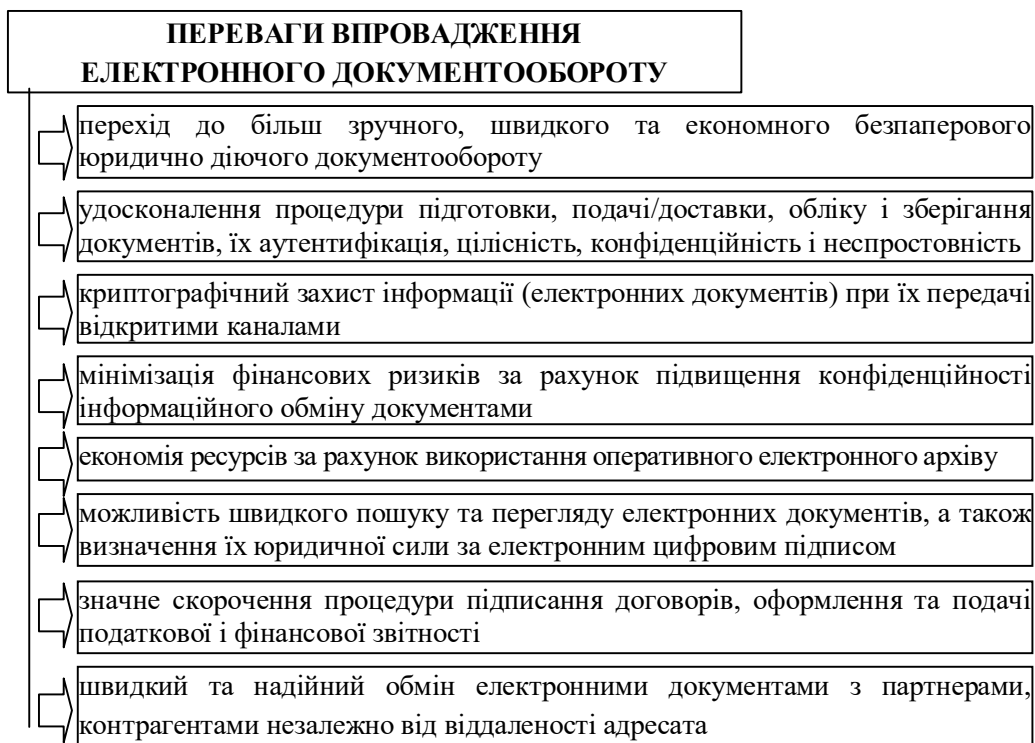 ПЕРЕВАГИ ВПРОВАДЖЕННЯ
ЕЛЕКТРОННОГО ДОКУМЕНТООБОРОТУ
перехід до більш зручного, швидкого та економного безпаперового
юридично діючого документообороту
удосконалення процедури підготовки, подачі/доставки, обліку і зберігання
документів, їх аутентифікація, цілісність, конфіденційність і неспростовність
криптографічний захист інформації (електронних документів) при їх передачі
відкритими каналами
мінімізація фінансових ризиків за рахунок підвищення конфіденційності
інформаційного обміну документами
економія ресурсів за рахунок використання оперативного електронного архіву
можливість швидкого пошуку та перегляду електронних документів, а також
визначення їх юридичної сили за електронним цифровим підписом
значне скорочення процедури підписання договорів, оформлення та подачі
податкової і фінансової звітності
швидкий та надійний обмін електронними документами з партнерами,
контрагентами незалежно від віддаленості адресата